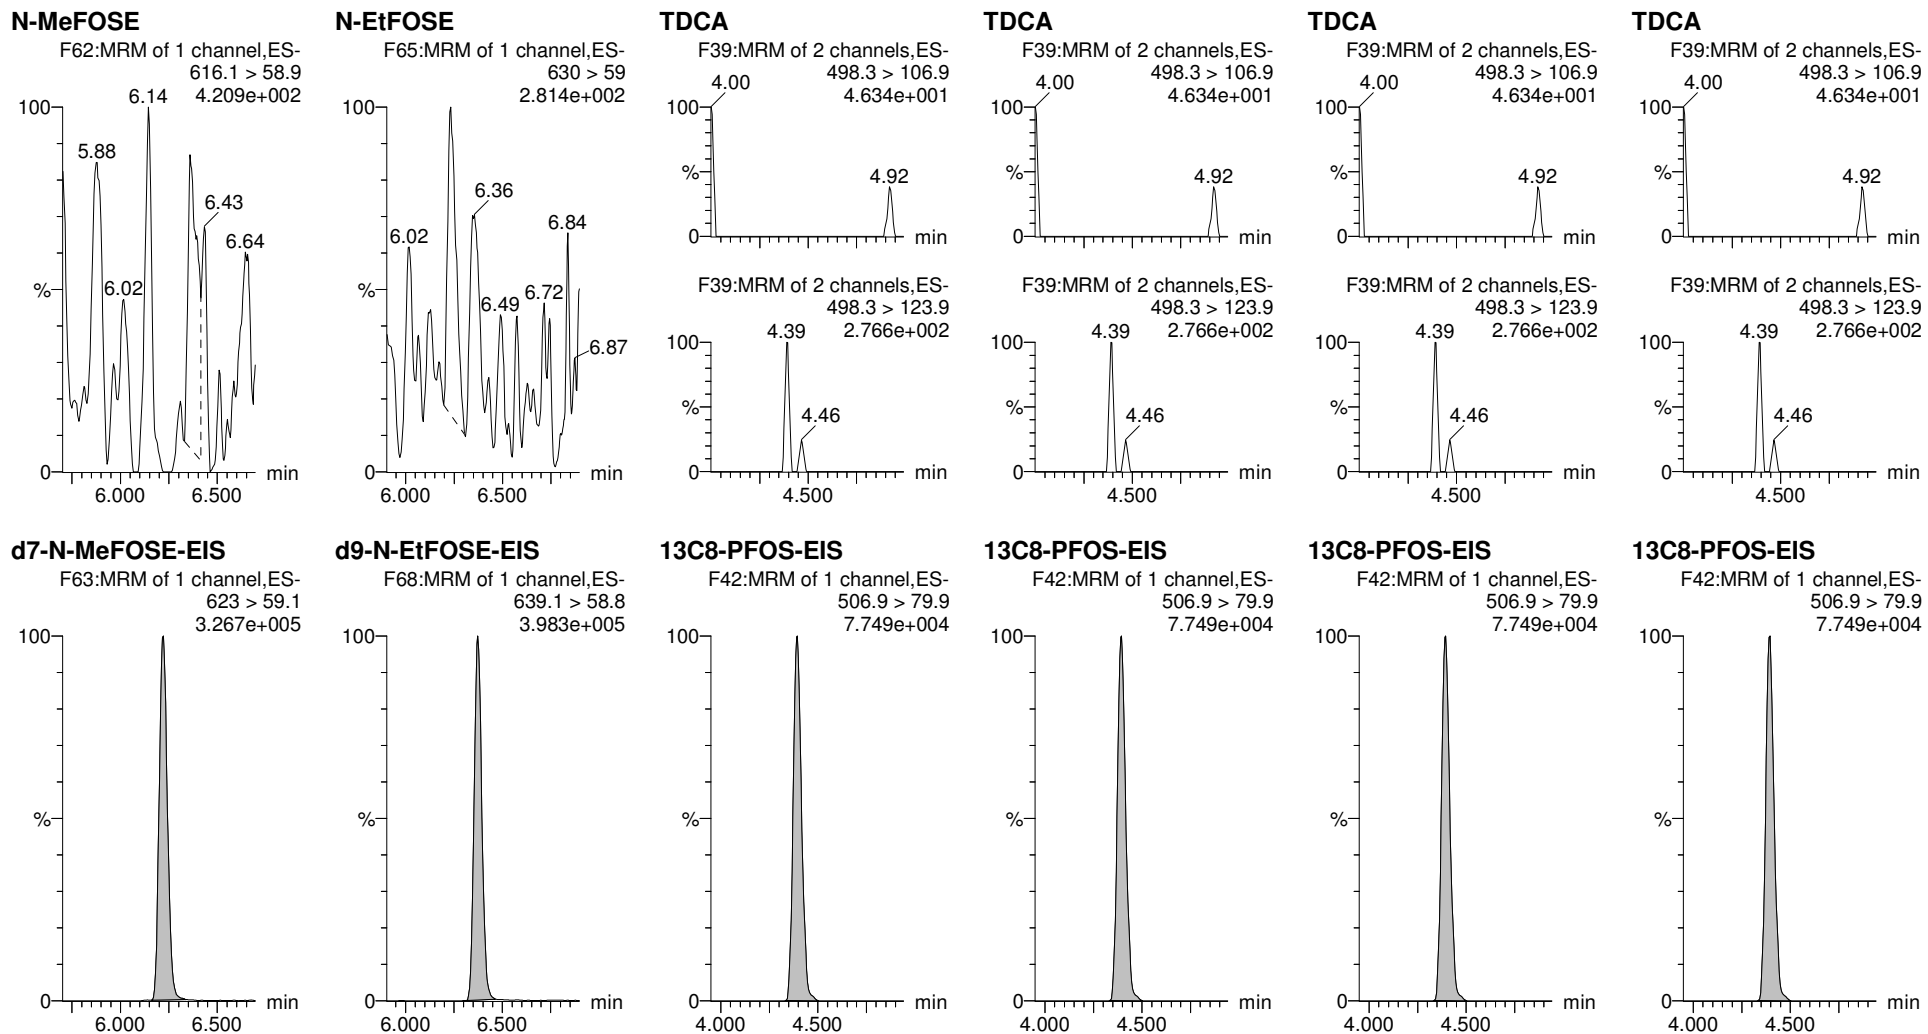 N-MeFOSE
F62:MRM of 1 channel,ES-
616.1 > 58.9
4.209e+002
100
%
0
5.88
6.02
6.14
6.43
6.64
min
6.000
6.500
N-EtFOSE
F65:MRM of 1 channel,ES-
630 > 59
2.814e+002
100
%
0
6.02
6.36
6.49
6.72
6.84
6.87
min
6.000
6.500
TDCA
F39:MRM of 2 channels,ES-
498.3 > 106.9
4.634e+001
4.00
100
%
0
4.92
min
F39:MRM of 2 channels,ES-
498.3 > 123.9
2.766e+002
4.39
100
%
0
4.46
min
4.500
TDCA
F39:MRM of 2 channels,ES-
498.3 > 106.9
4.634e+001
4.00
100
%
0
4.92
min
F39:MRM of 2 channels,ES-
498.3 > 123.9
2.766e+002
4.39
100
%
0
4.46
min
4.500
TDCA
F39:MRM of 2 channels,ES-
498.3 > 106.9
4.634e+001
4.00
100
%
0
4.92
min
F39:MRM of 2 channels,ES-
498.3 > 123.9
2.766e+002
4.39
100
%
0
4.46
min
4.500
TDCA
F39:MRM of 2 channels,ES-
498.3 > 106.9
4.634e+001
4.00
100
%
0
4.92
min
F39:MRM of 2 channels,ES-
498.3 > 123.9
2.766e+002
4.39
100
%
0
4.46
min
4.500
d7-N-MeFOSE-EIS
F63:MRM of 1 channel,ES-
623 > 59.1
3.267e+005
100
%
0
min
6.000
6.500
d9-N-EtFOSE-EIS
F68:MRM of 1 channel,ES-
639.1 > 58.8
3.983e+005
100
%
0
min
6.000
6.500
13C8-PFOS-EIS
F42:MRM of 1 channel,ES-
506.9 > 79.9
7.749e+004
100
%
0
min
4.000
4.500
13C8-PFOS-EIS
F42:MRM of 1 channel,ES-
506.9 > 79.9
7.749e+004
100
%
0
min
4.000
4.500
13C8-PFOS-EIS
F42:MRM of 1 channel,ES-
506.9 > 79.9
7.749e+004
100
%
0
min
4.000
4.500
13C8-PFOS-EIS
F42:MRM of 1 channel,ES-
506.9 > 79.9
7.749e+004
100
%
0
min
4.000
4.500